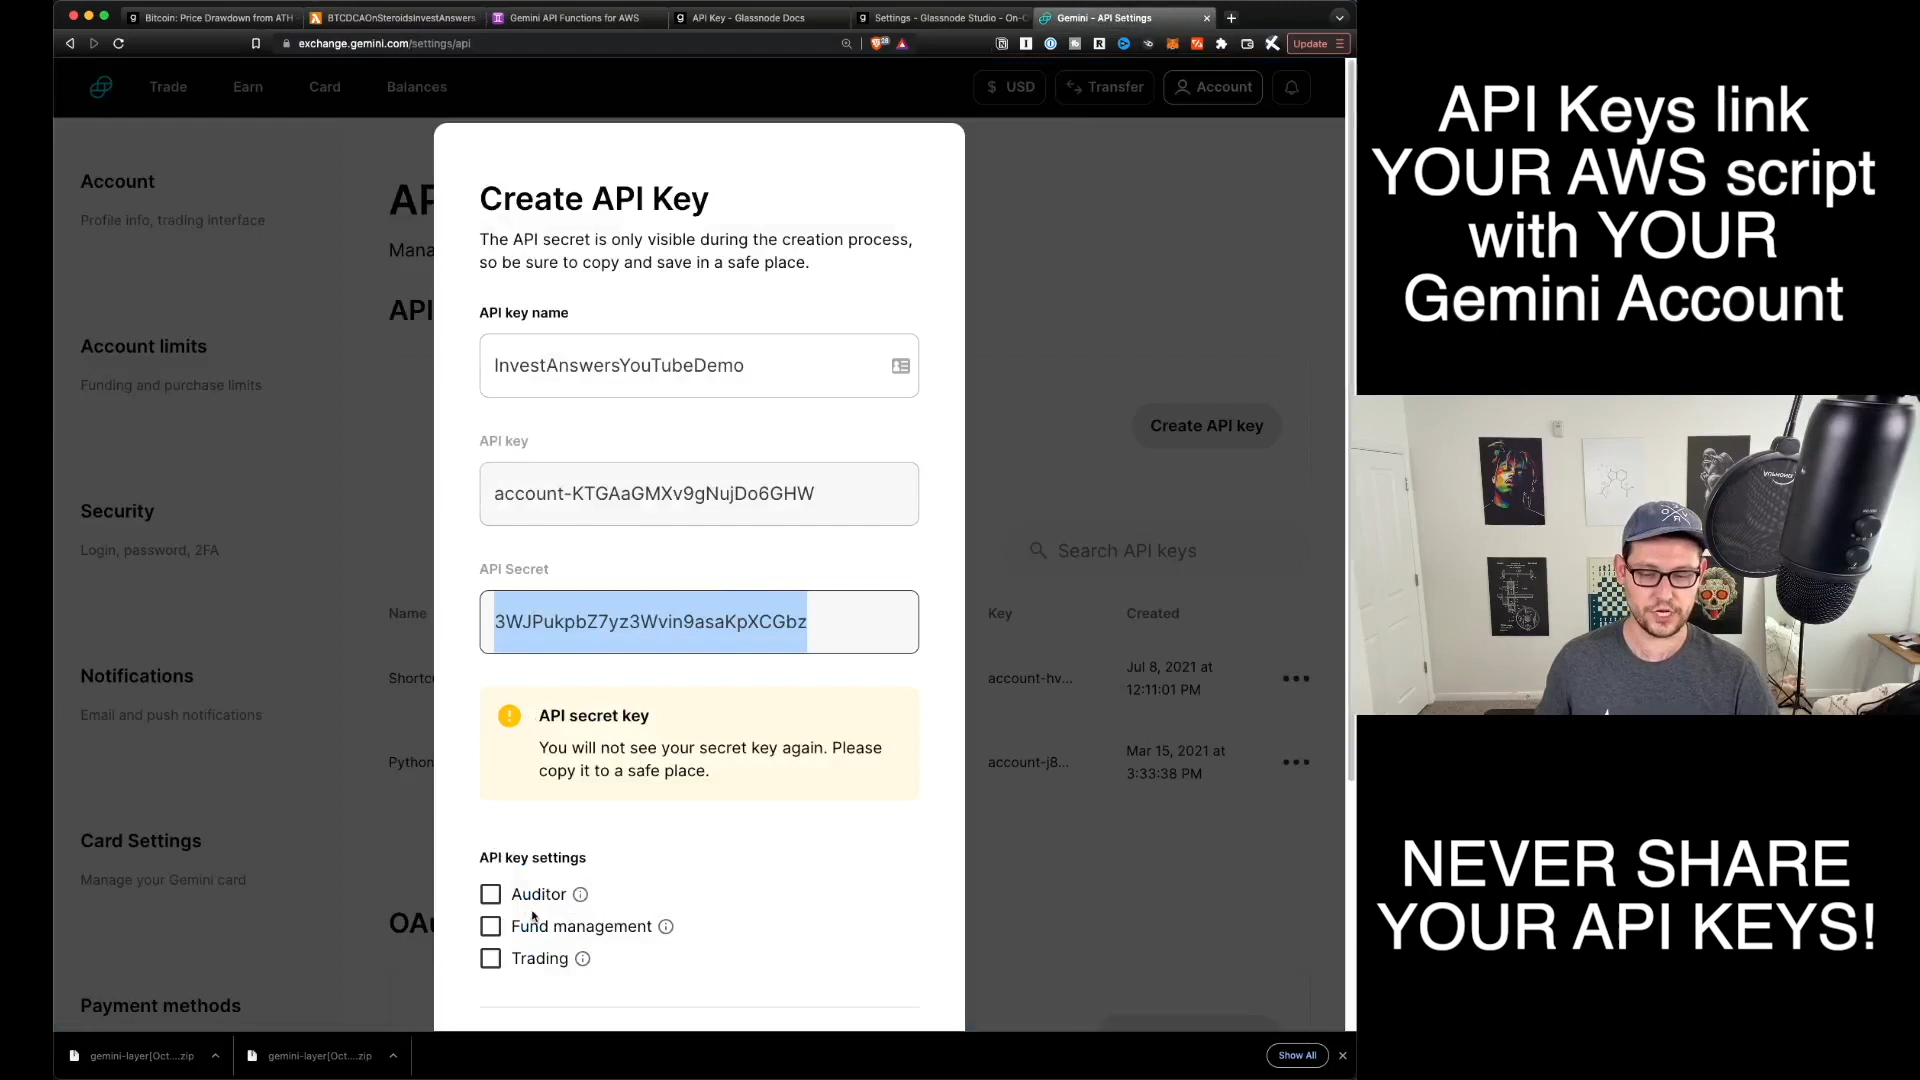 Bitcoin: Price Drawdown from ATH
BTCDCAOnSteroidsInvestAnswers
Gemini API Functions for AWS
API Key - Glassnode Docs
Settings - Glassnode Studio - On-C
Gemini - API Settings
exchange.gemini.com/settings/api
Update
Trade
Earn
Card
Balances
$ USD
Transfer
Account
Account
Profile info, trading interface
Account limits
Funding and purchase limits
Security
Login, password, 2FA
Notifications
Email and push notifications
Card Settings
Manage your Gemini card
Payment methods
AP
Mana
API
Name
Shortc
Python
OAu
Create API Key
The API secret is only visible during the creation process,
so be sure to copy and save in a safe place.
API key name
InvestAnswersYouTubeDemo
API key
account-KTGAaGMXv9gNujDo6GHW
API Secret
3WJPukpbZ7yz3Wvin9asaKpXCGbz
API secret key
You will not see your secret key again. Please
copy it to a safe place.
API key settings
Auditor
Fund management
Trading
Create API key
Search API keys
Key
Created
account-hv...
Jul 8, 2021 at
12:11:01 PM
account-j8...
Mar 15, 2021 at
3:33:38 PM
gemini-layer[Oct....zip
gemini-layer[Oct....zip
Show All
API Keys link
YOUR AWS script
with YOUR
Gemini Account
NEVER SHARE
YOUR API KEYS!